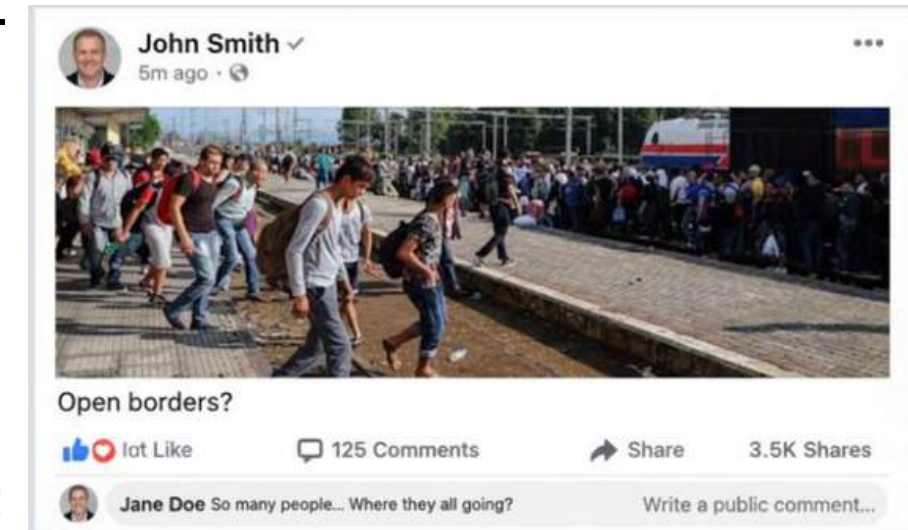 John Smith
5m ago ·
Open borders?
lot Like 125 Comments Share 3.5K Shares
Jane Doe So many people... Where they all going? Write a public comment...